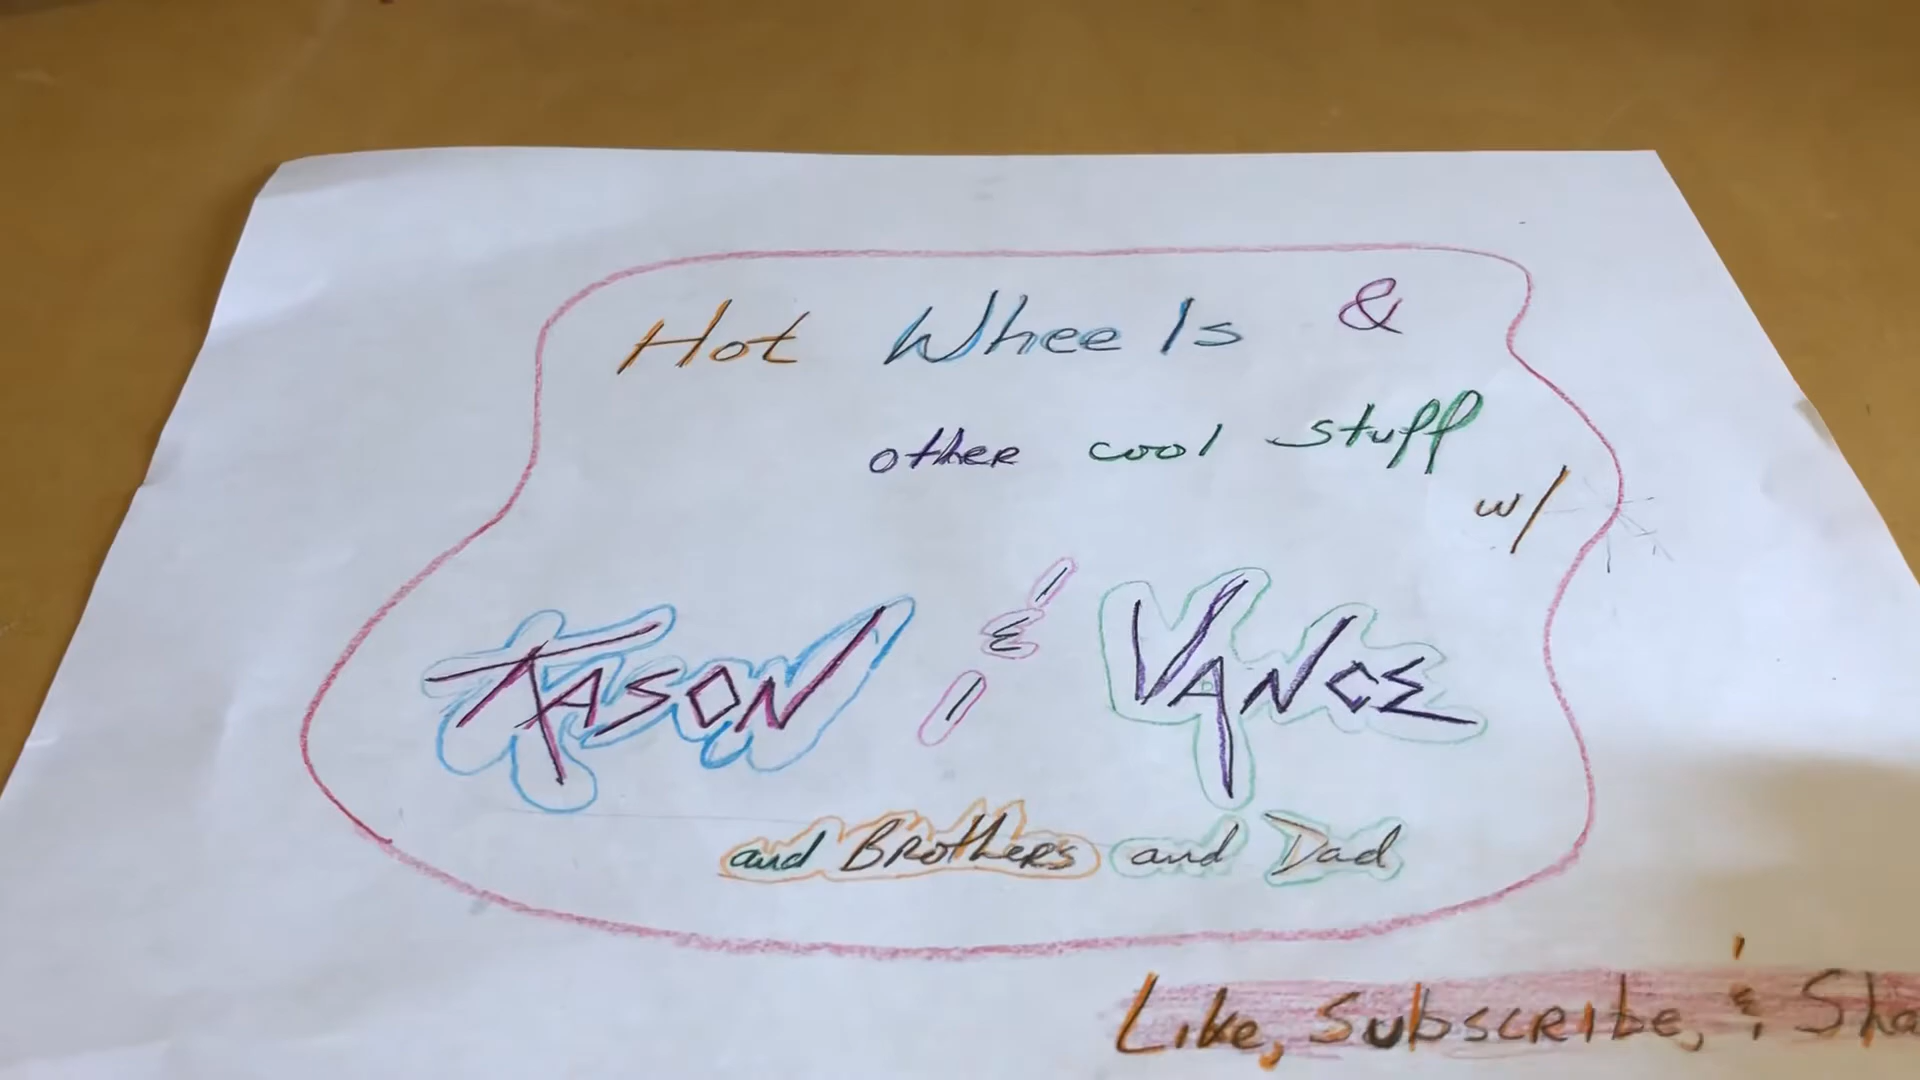 Hot Wheels &
other cool stuff
w/
JASON & VANCE
and Brothers and Dad
Like, Subscribe, & Sha